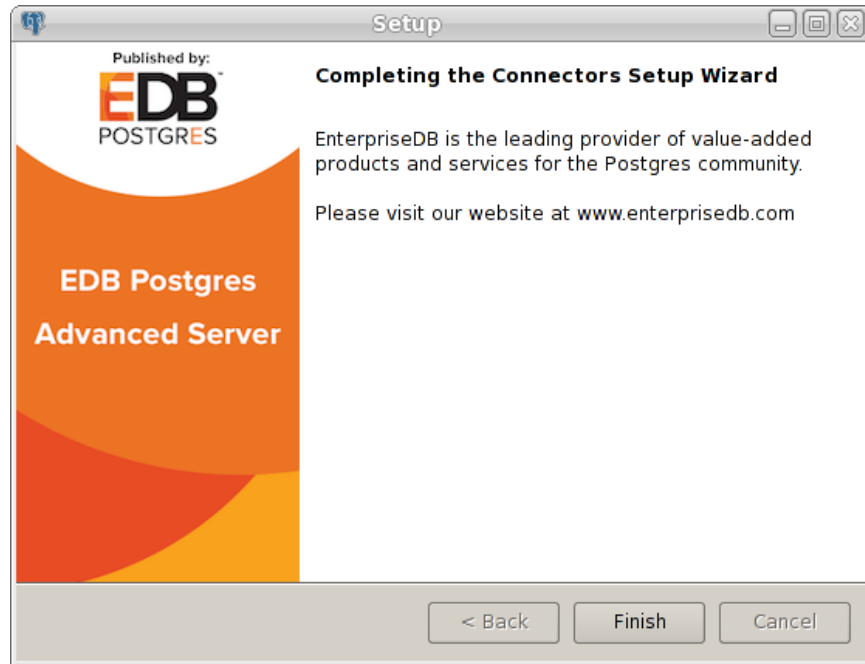 Setup
Published by:
EDB
POSTGRES
EDB Postgres
Advanced Server
Completing the Connectors Setup Wizard
EnterpriseDB is the leading provider of value-added
products and services for the Postgres community.
Please visit our website at www.enterprisedb.com
< Back
Finish
Cancel